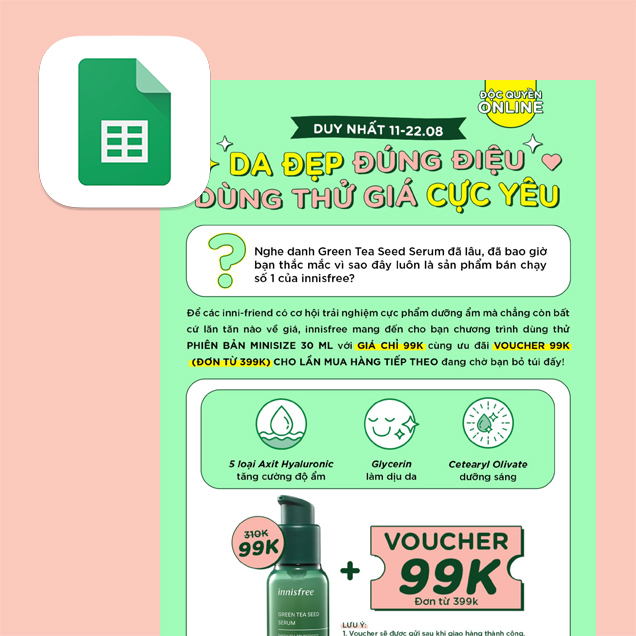 ĐỘC QUYỀN
ONLINE
DUY NHẤT 11-22.08
DA ĐẸP ĐÚNG ĐIỆU
DÙNG THỬ GIÁ CỰC YÊU
Nghe danh Green Tea Seed Serum đã lâu, đã bao giờ
bạn thắc mắc vì sao đây luôn là sản phẩm bán chạy
số 1 của innisfree?
Để các inni-friend có cơ hội trải nghiệm cực phẩm dưỡng ẩm mà chẳng còn bất
cứ lăn tăn nào về giá, innisfree mang đến cho bạn chương trình dùng thử
PHIÊN BẢN MINISIZE 30 ML với GIÁ CHỈ 99K cùng ưu đãi VOUCHER 99K
(ĐƠN TỪ 399K) CHO LẦN MUA HÀNG TIẾP THEO đang chờ bạn bỏ túi đấy!
5 loại Axit Hyaluronic
tăng cường độ ẩm
Glycerin
làm dịu da
Cetearyl Olivate
dưỡng sáng
310K
99K
innisfree
GREEN TEA SEED
SERUM
+
VOUCHER
99K
Đơn từ 399k
LƯU Ý:
1. Voucher sẽ được gửi sau khi giao hàng thành công.